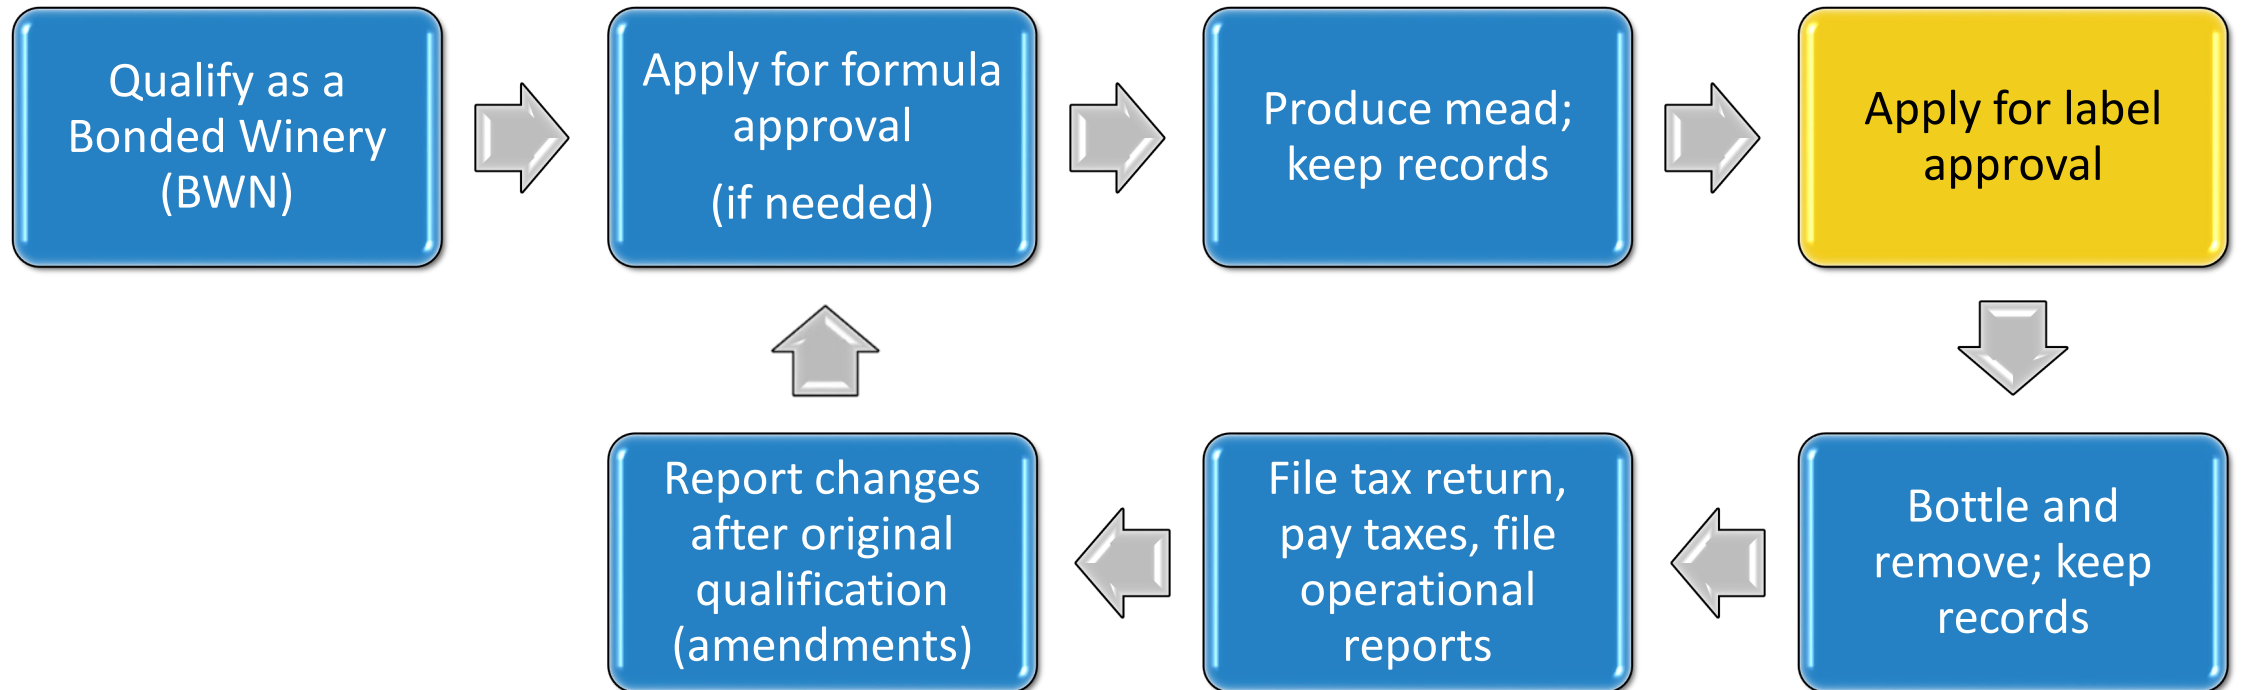 Qualify as a
Bonded Winery
(BWN)
Apply for formula
approval
(if needed)
Produce mead;
keep records
Apply for label
approval
Bottle and
remove; keep
records
File tax return,
pay taxes, file
operational
reports
Report changes
after original
qualification
(amendments)